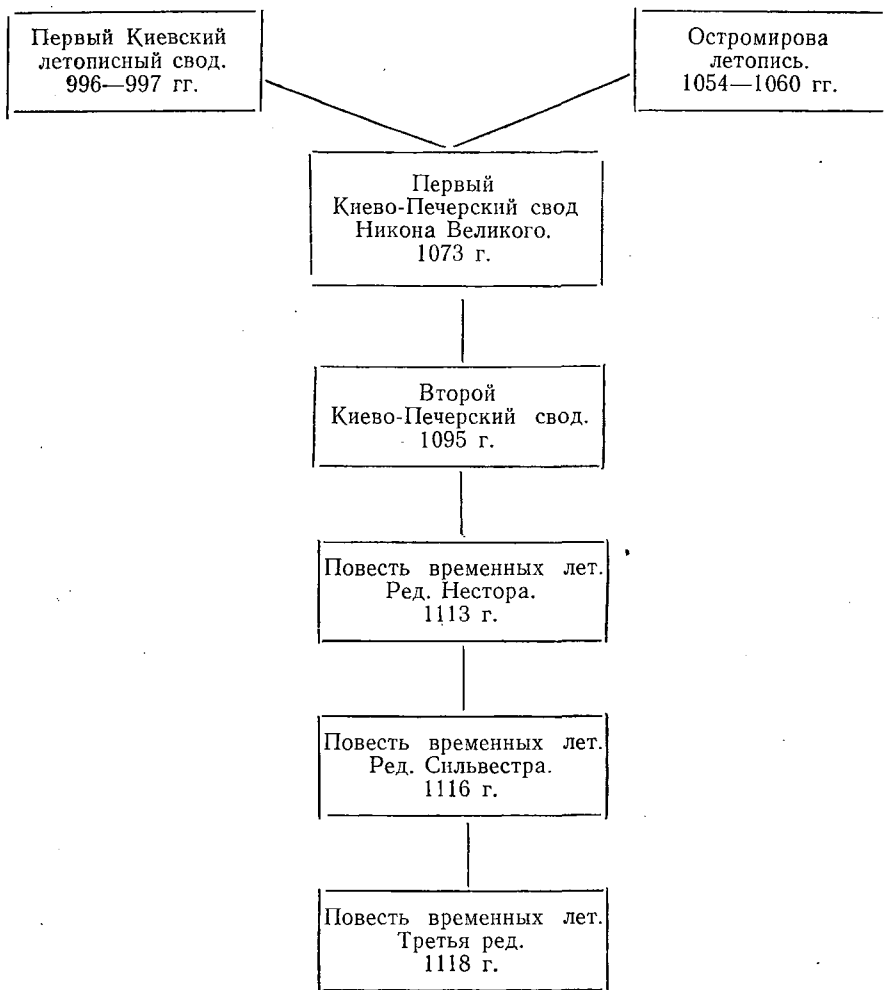 Первый Киевский
летописный свод.
996—997 гг.
Остромирова
летопись.
1054—1060 гг.
Первый
Киево-Печерский свод
Никона Великого.
1073 г.
Второй
Киево-Печерский свод.
1095 г.
Повесть временных лет.
Ред. Нестора.
1113 г.
Повесть временных лет.
Ред. Сильвестра.
1116 г.
Повесть временных лет.
Третья ред.
1118 г.